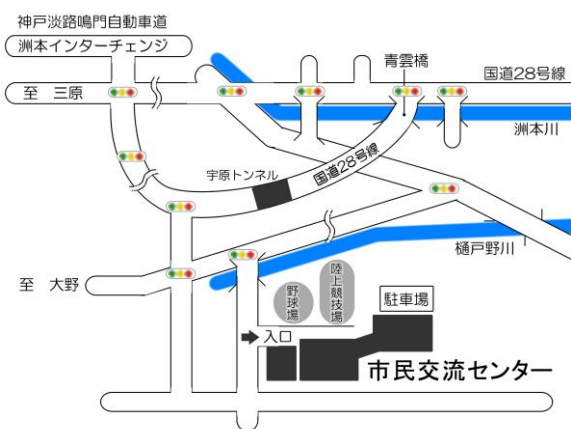 神戸淡路鳴門自動車道
洲本インターチェンジ
青雲橋
国道28号線
至 三原
洲本川
宇原トンネル
国道28号線
樋戸野川
至 大野
野球場
陸上競技場
駐車場
入口
市民交流センター